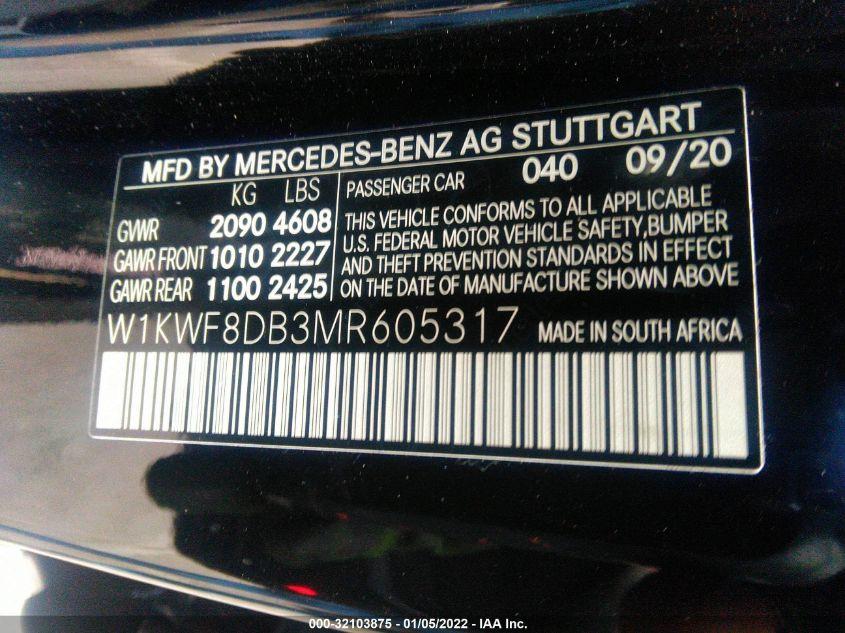 MFD BY MERCEDES-BENZ AG STUTTGART
KG LBS
GVWR 2090 4608
GAWR FRONT 1010 2227
GAWR REAR 1100 2425
PASSENGER CAR 040 09/20
THIS VEHICLE CONFORMS TO ALL APPLICABLE
U.S. FEDERAL MOTOR VEHICLE SAFETY,BUMPER
AND THEFT PREVENTION STANDARDS IN EFFECT
ON THE DATE OF MANUFACTURE SHOWN ABOVE
W1KWF8DB3MR605317 MADE IN SOUTH AFRICA
000-32103875 - 01/05/2022 - IAA Inc.